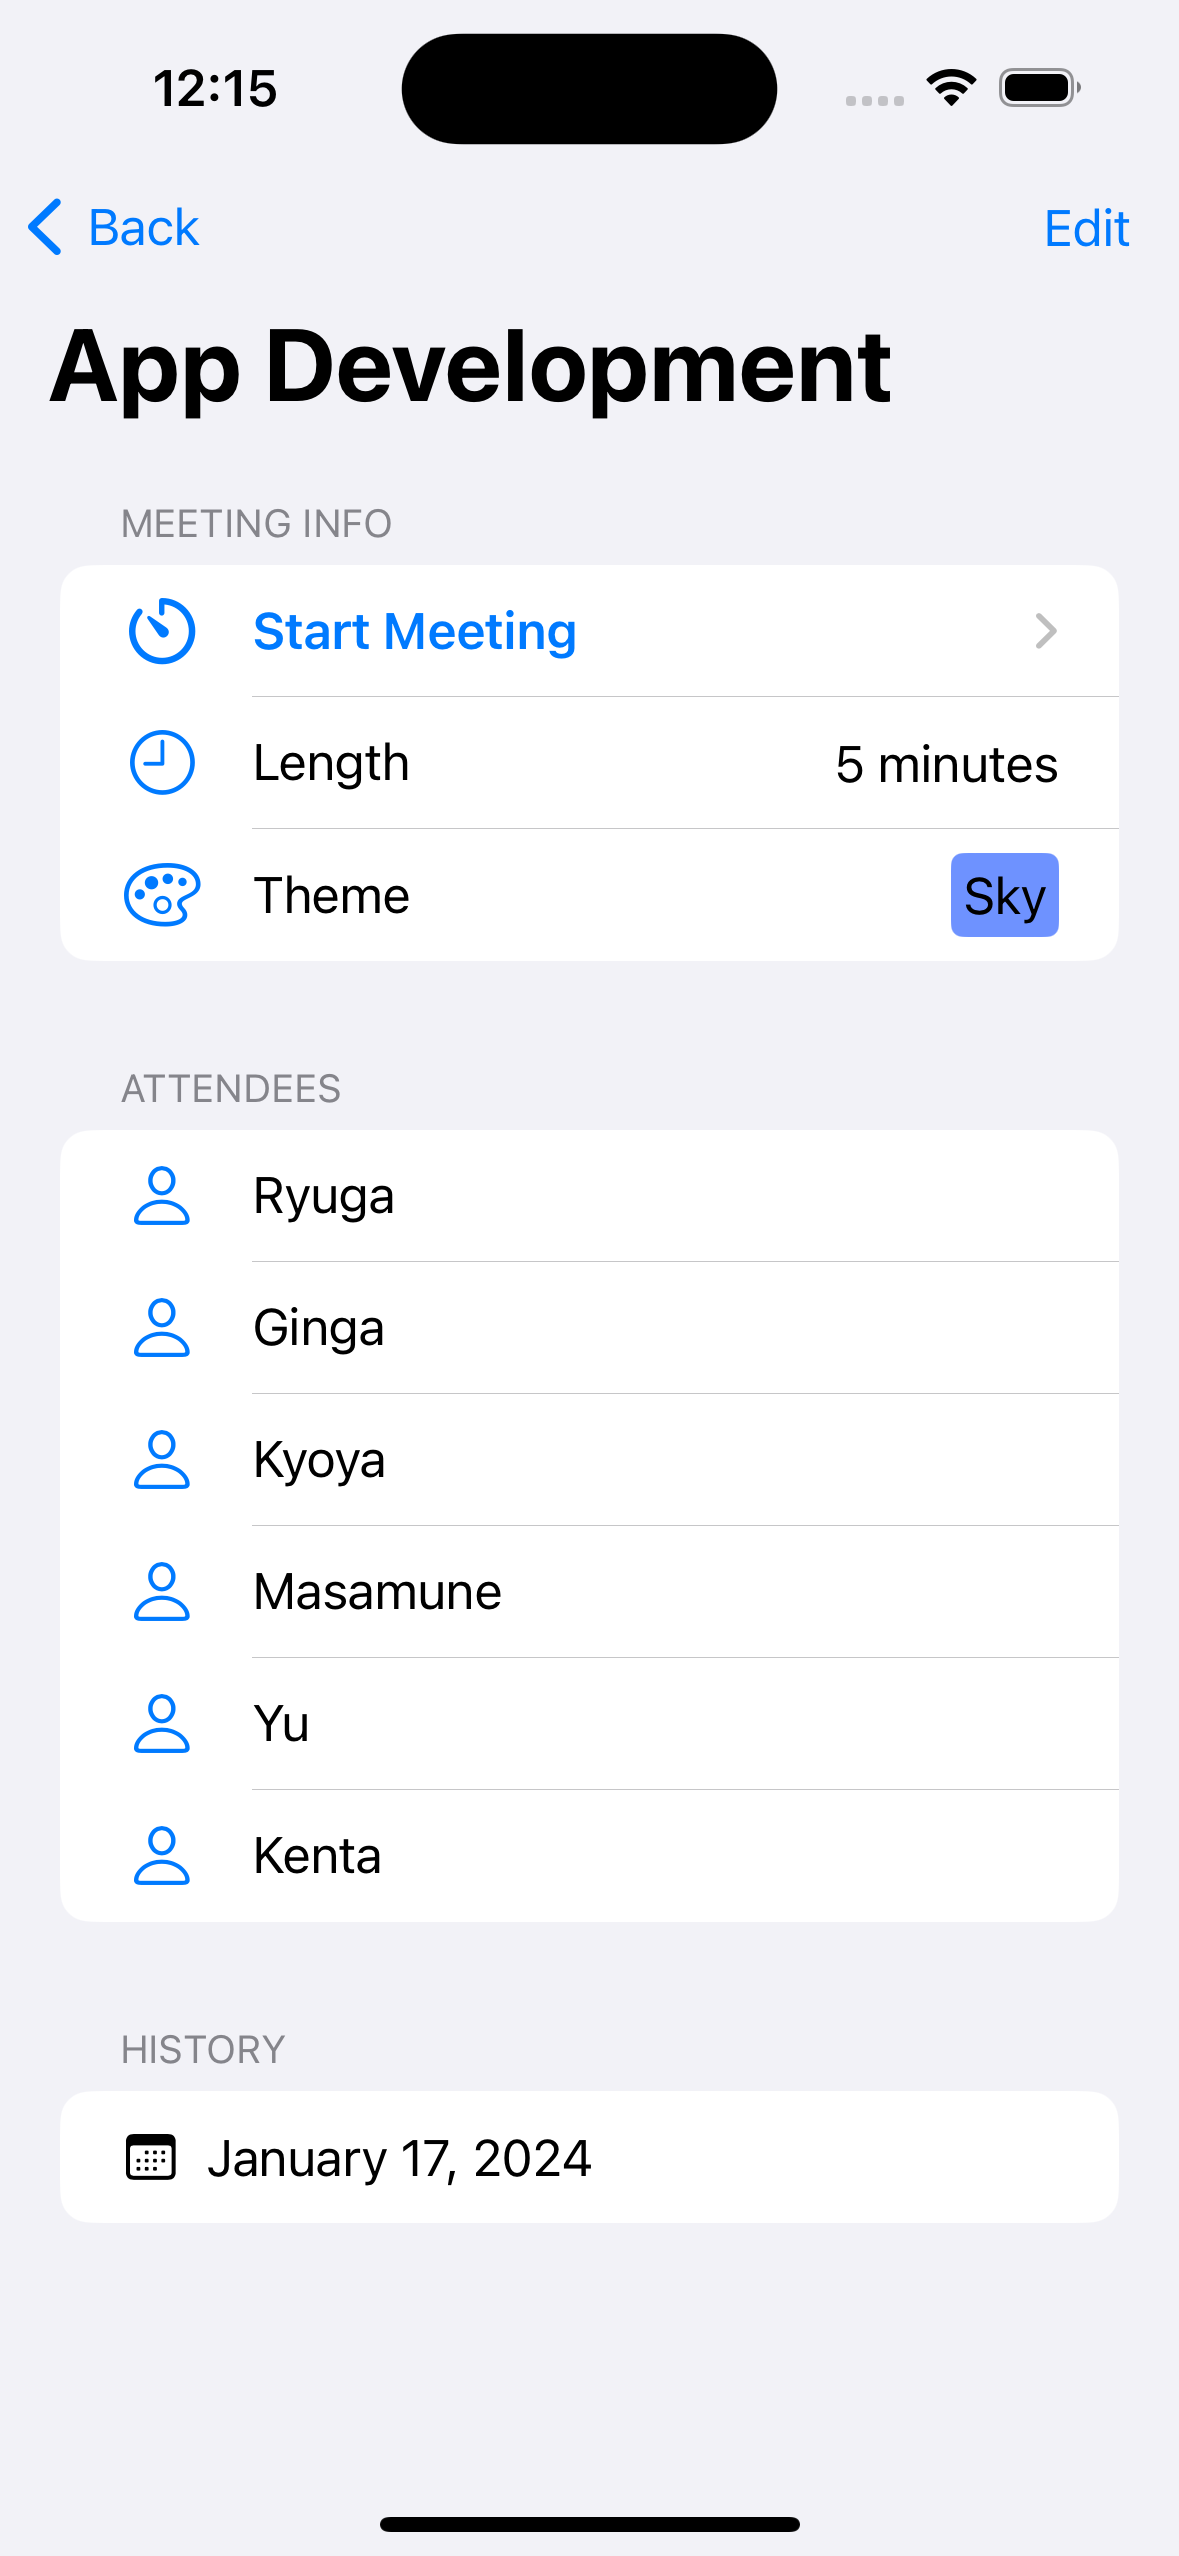 12:15
Back
Edit
App Development
MEETING INFO
Start Meeting
Length
5 minutes
Theme
Sky
ATTENDEES
Ryuga
Ginga
Kyoya
Masamune
Yu
Kenta
HISTORY
January 17, 2024